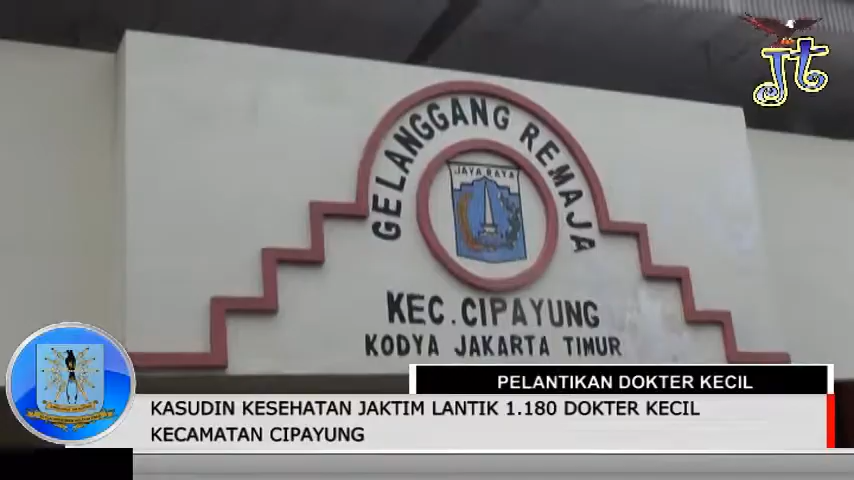 Jt
GELANGGANG REMAJA
JAYA RAYA
KEC. CIPAYUNG
KODYA JAKARTA TIMUR
PELANTIKAN DOKTER KECIL
KASUDIN KESEHATAN JAKTIM LANTIK 1.180 DOKTER KECIL
KECAMATAN CIPAYUNG